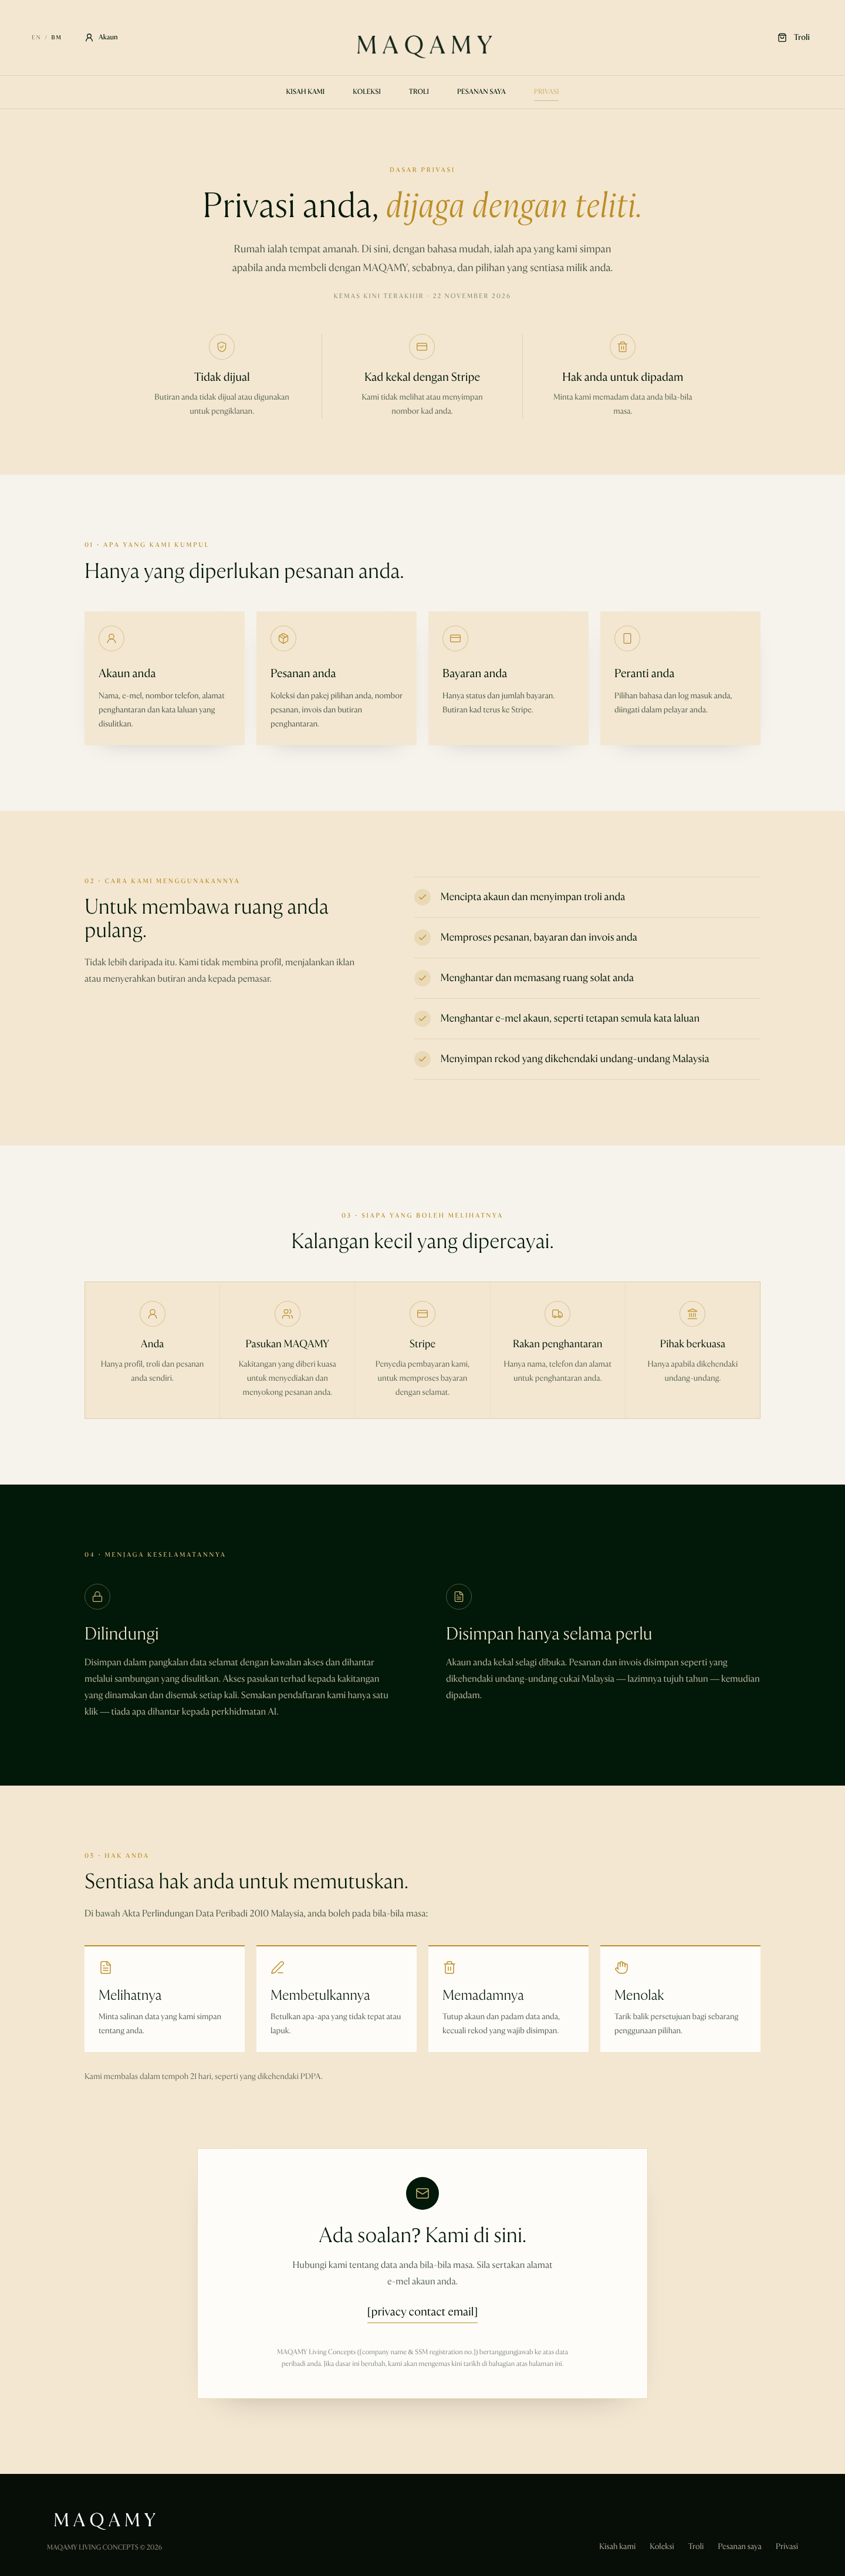 EN / BM
Akaun
MAQAMY
Troli
KISAH KAMI
KOLEKSI
TROLI
PESANAN SAYA
PRIVASI
DASAR PRIVASI
Privasi anda, dijaga dengan teliti.
Rumah ialah tempat amanah. Di sini, dengan bahasa mudah, ialah apa yang kami simpan
apabila anda membeli dengan MAQAMY, sebabnya, dan pilihan yang sentiasa milik anda.
KEMAS KINI TERAKHIR · 22 NOVEMBER 2026
Tidak dijual
Butiran anda tidak dijual atau digunakan
untuk pengiklanan.
Kad kekal dengan Stripe
Kami tidak melihat atau menyimpan
nombor kad anda.
Hak anda untuk dipadam
Minta kami memadam data anda bila-bila
masa.
01 · APA YANG KAMI KUMPUL
Hanya yang diperlukan pesanan anda.
Akaun anda
Nama, e-mel, nombor telefon, alamat
penghantaran dan kata laluan yang
disulitkan.
Pesanan anda
Koleksi dan pakej pilihan anda, nombor
pesanan, invois dan butiran
penghantaran.
Bayaran anda
Hanya status dan jumlah bayaran.
Butiran kad terus ke Stripe.
Peranti anda
Pilihan bahasa dan log masuk anda,
diingati dalam pelayar anda.
02 · CARA KAMI MENGGUNAKANNYA
Untuk membawa ruang anda
pulang.
Tidak lebih daripada itu. Kami tidak membina profil, menjalankan iklan
atau menyerahkan butiran anda kepada pemasar.
Mencipta akaun dan menyimpan troli anda
Memproses pesanan, bayaran dan invois anda
Menghantar dan memasang ruang solat anda
Menghantar e-mel akaun, seperti tetapan semula kata laluan
Menyimpan rekod yang dikehendaki undang-undang Malaysia
03 · SIAPA YANG BOLEH MELIHATNYA
Kalangan kecil yang dipercayai.
Anda
Hanya profil, troli dan pesanan
anda sendiri.
Pasukan MAQAMY
Kakitangan yang diberi kuasa
untuk menyediakan dan
menyokong pesanan anda.
Stripe
Penyedia pembayaran kami,
untuk memproses bayaran
dengan selamat.
Rakan penghantaran
Hanya nama, telefon dan alamat
untuk penghantaran anda.
Pihak berkuasa
Hanya apabila dikehendaki
undang-undang.
04 · MENJAGA KESELAMATANNYA
Dilindungi
Disimpan dalam pangkalan data selamat dengan kawalan akses dan dihantar
melalui sambungan yang disulitkan. Akses pasukan terhad kepada kakitangan
yang dinamakan dan disemak setiap kali. Semakan pendaftaran kami hanya satu
klik — tiada apa dihantar kepada perkhidmatan AI.
Disimpan hanya selama perlu
Akaun anda kekal selagi dibuka. Pesanan dan invois disimpan seperti yang
dikehendaki undang-undang cukai Malaysia — lazimnya tujuh tahun — kemudian
dipadam.
05 · HAK ANDA
Sentiasa hak anda untuk memutuskan.
Di bawah Akta Perlindungan Data Peribadi 2010 Malaysia, anda boleh pada bila-bila masa:
Melihatnya
Minta salinan data yang kami simpan
tentang anda.
Membetulkannya
Betulkan apa-apa yang tidak tepat atau
lapuk.
Memadamnya
Tutup akaun dan padam data anda,
kecuali rekod yang wajib disimpan.
Menolak
Tarik balik persetujuan bagi sebarang
penggunaan pilihan.
Kami membalas dalam tempoh 21 hari, seperti yang dikehendaki PDPA.
Ada soalan? Kami di sini.
Hubungi kami tentang data anda bila-bila masa. Sila sertakan alamat
e-mel akaun anda.
[privacy contact email]
MAQAMY Living Concepts ([company name & SSM registration no.]) bertanggungjawab ke atas data
peribadi anda. Jika dasar ini berubah, kami akan mengemas kini tarikh di bahagian atas halaman ini.
MAQAMY
MAQAMY LIVING CONCEPTS © 2026
Kisah kami
Koleksi
Troli
Pesanan saya
Privasi